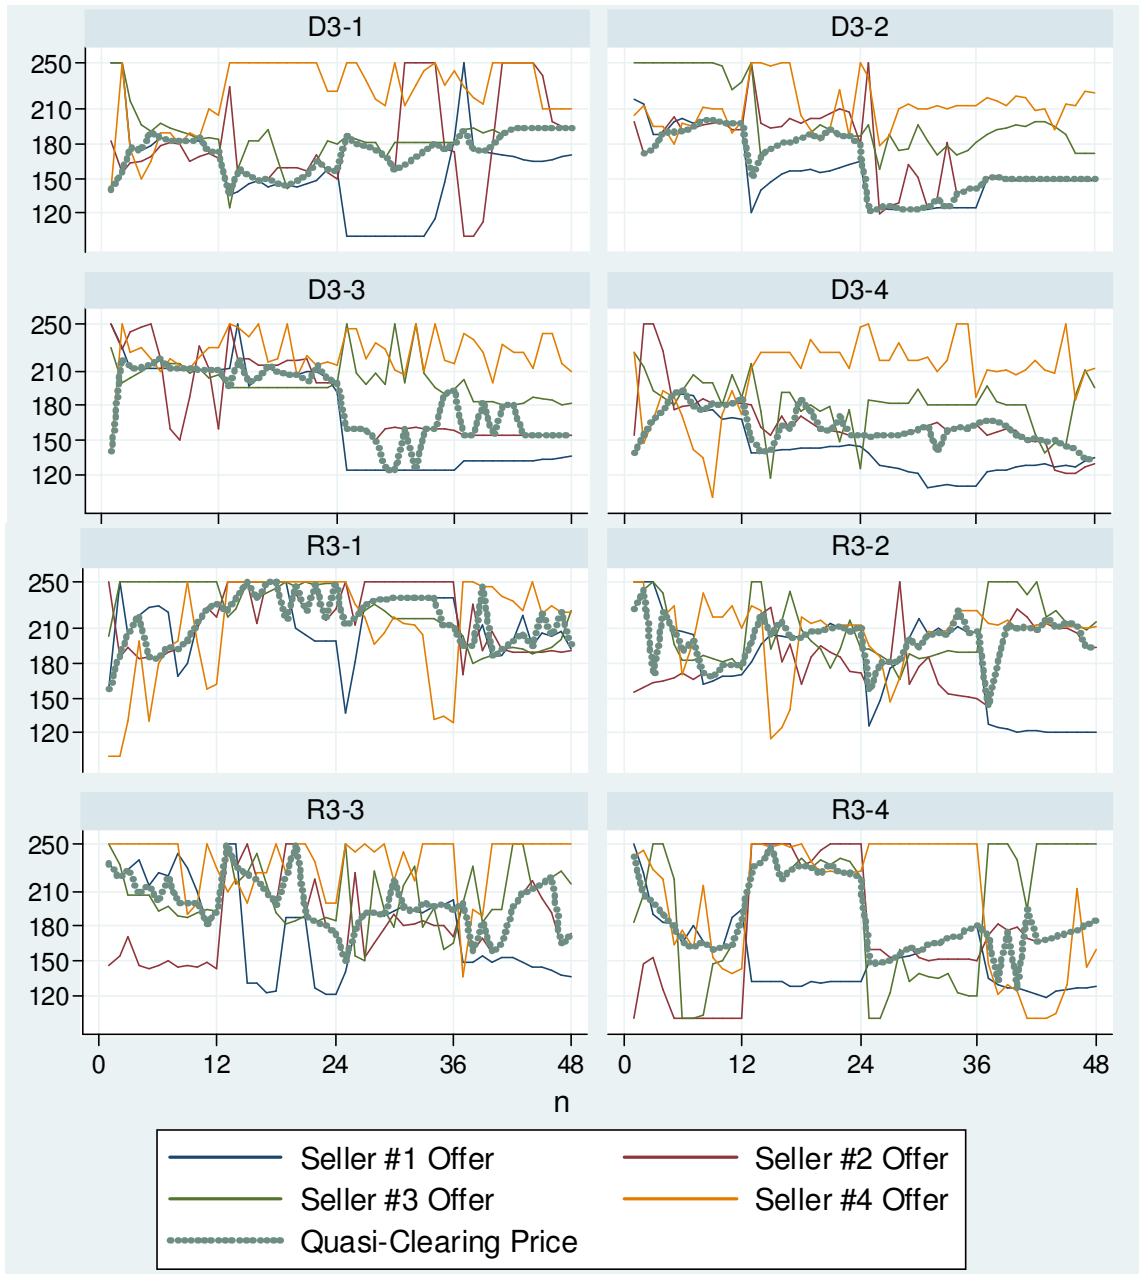 D3-1 D3-2
250 210 180 150 120
D3-3 D3-4
250 210 180 150 120
R3-1 R3-2
250 210 180 150 120
R3-3 R3-4
250 210 180 150 120
0 12 24 36 48 0 12 24 36 48
n
Seller #1 Offer Seller #2 Offer
Seller #3 Offer Seller #4 Offer
Quasi-Clearing Price